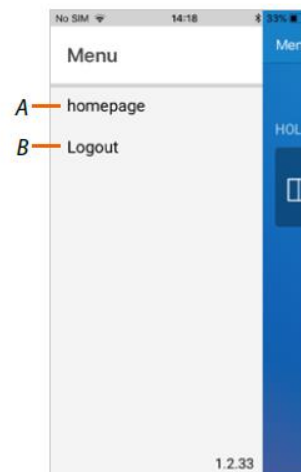 No SIM 14:18 33%
Menu
Men
A homepage
B Logout
HOL
1.2.33